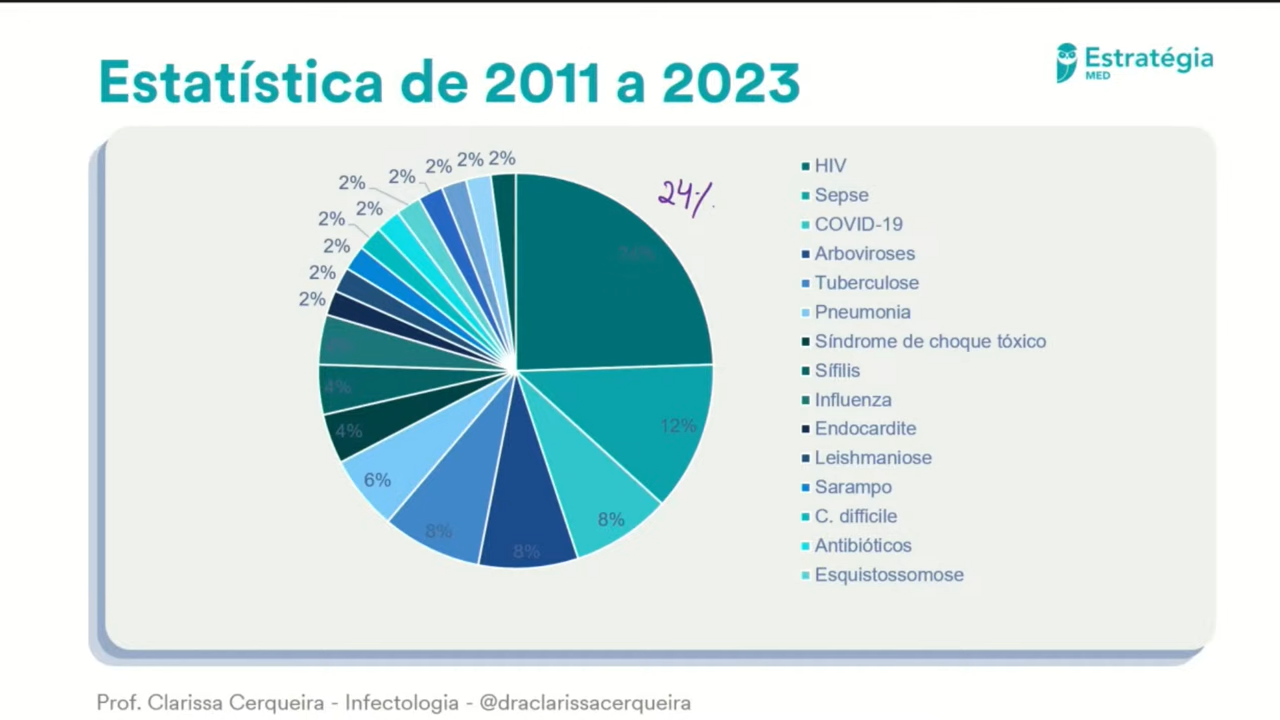 Estatística de 2011 a 2023
Estratégia
MED
2%
2%
2%
2%
2%
2%
2%
2%
2%
2%
24%
12%
8%
8%
8%
6%
4%
4%
HIV
Sepse
COVID-19
Arboviroses
Tuberculose
Pneumonia
Síndrome de choque tóxico
Sífilis
Influenza
Endocardite
Leishmaniose
Sarampo
C. difficile
Antibióticos
Esquistossomose
Prof. Clarissa Cerqueira - Infectologia - @draclarissacerqueira